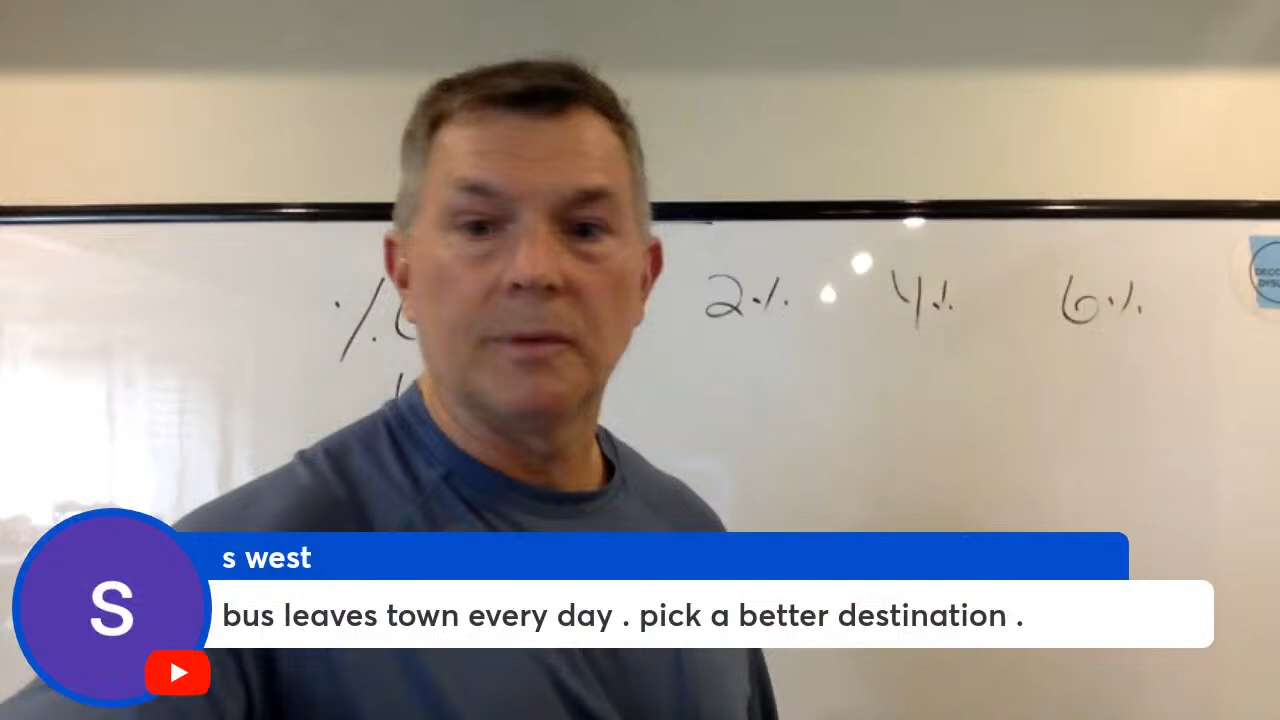 2% 4% 6%
s west
S
bus leaves town every day . pick a better destination .